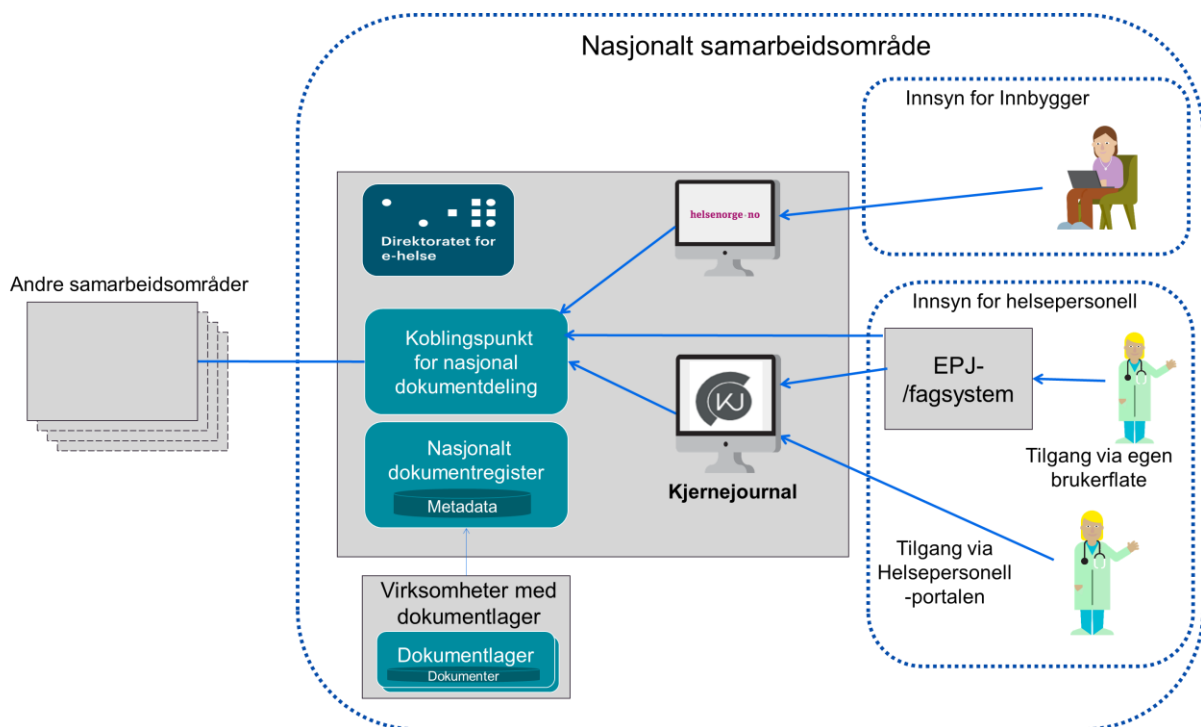 Nasjonalt samarbeidsområde
Innsyn for Innbygger
helsenorge·no
Direktoratet for
e-helse
Andre samarbeidsområder
Innsyn for helsepersonell
Koblingspunkt
for nasjonal
dokumentdeling
KJ
EPJ-
/fagsystem
Tilgang via egen
brukerflate
Nasjonalt
dokumentregister
Metadata
Kjernejournal
Tilgang via
Helsepersonell
-portalen
Virksomheter med
dokumentlager
Dokumentlager
Dokumenter